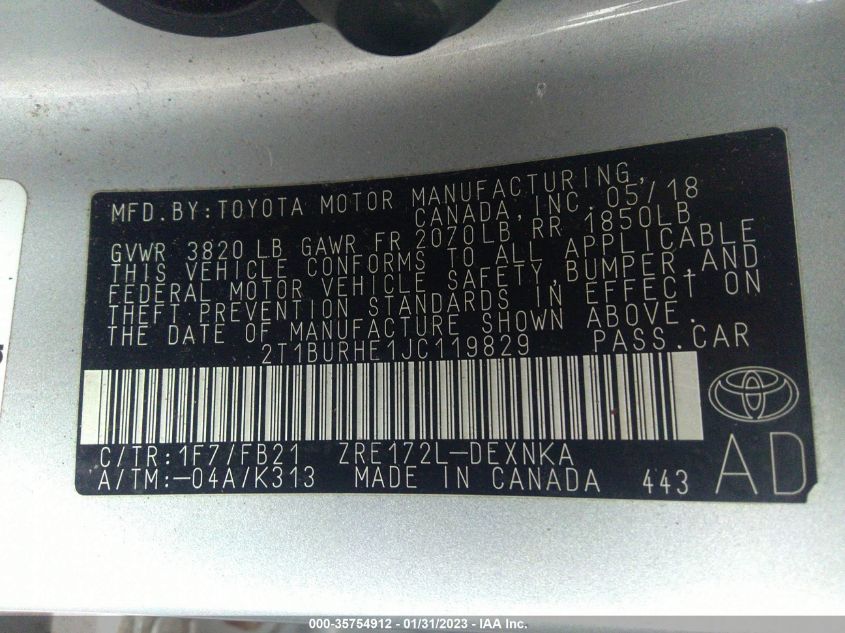 MFD.BY:TOYOTA MOTOR MANUFACTURING,
CANADA,INC. 05/18
GVWR 3820 LB GAWR FR 2070LB RR 1850LB
THIS VEHICLE CONFORMS TO ALL APPLICABLE
FEDERAL MOTOR VEHICLE SAFETY,BUMPER,AND
THEFT PREVENTION STANDARDS IN EFFECT ON
THE DATE OF MANUFACTURE SHOWN ABOVE.
2T1BURHE1JC119829 PASS.CAR
C/TR:1F7/FB21 ZRE172L-DEXNKA
A/TM:-04A/K313 MADE IN CANADA 443
AD
000-35754912 - 01/31/2023 - IAA Inc.